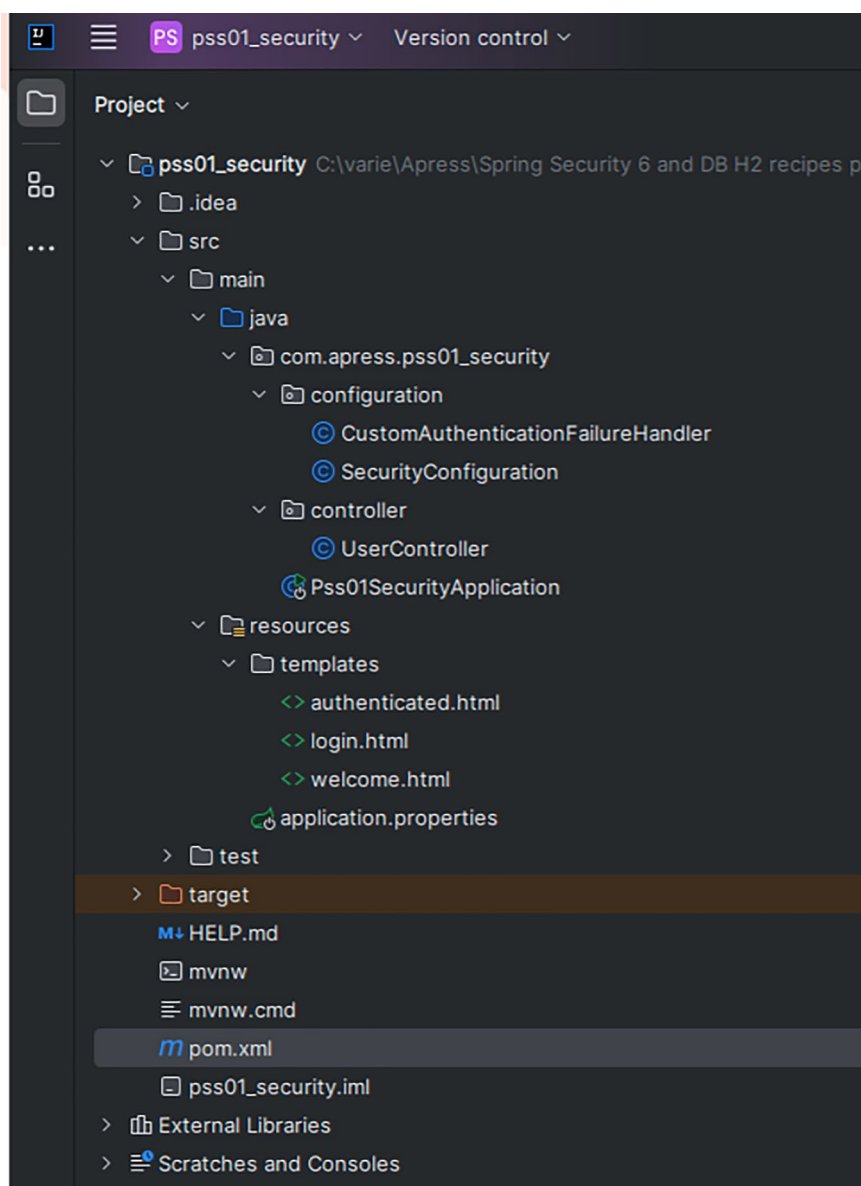 IJ
PS pss01_security Version control
Project
pss01_security C:\varie\Apress\Spring Security 6 and DB H2 recipes p
.idea
src
main
java
com.apress.pss01_security
configuration
CustomAuthenticationFailureHandler
SecurityConfiguration
controller
UserController
Pss01SecurityApplication
resources
templates
authenticated.html
login.html
welcome.html
application.properties
test
target
M↓ HELP.md
mvnw
mvnw.cmd
m pom.xml
pss01_security.iml
External Libraries
Scratches and Consoles